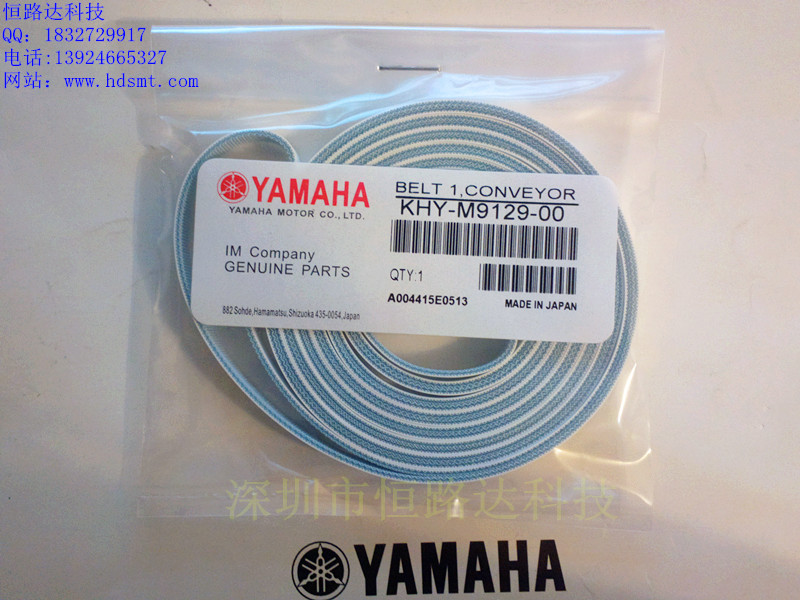 恒路达科技
QQ: 1832729917
电话:13924665327
网站: www.hdsmt.com
YAMAHA
YAMAHA MOTOR CO., LTD.
IM Company
GENUINE PARTS
882 Sohde,Hamamatsu,Shizuoka 435-0054,Japan
BELT 1,CONVEYOR
KHY-M9129-00
QTY:1
A004415E0513
MADE IN JAPAN
深圳市恒路达科技
YAMAHA